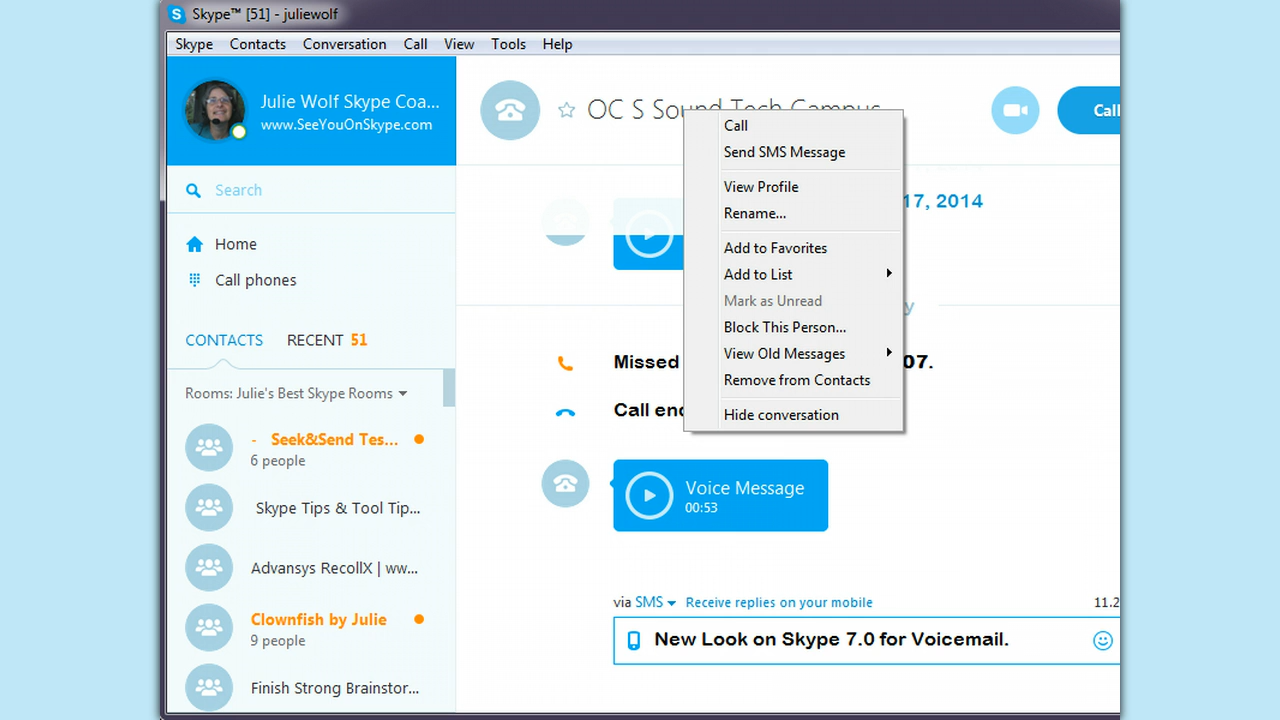 Skype™ [51] - juliewolf
Skype Contacts Conversation Call View Tools Help
Julie Wolf Skype Coa...
www.SeeYouOnSkype.com
Search
Home
Call phones
CONTACTS RECENT 51
Rooms: Julie's Best Skype Rooms
- Seek&Send Tes...
6 people
Skype Tips & Tool Tip...
Advansys RecollX | ww...
Clownfish by Julie
9 people
Finish Strong Brainstor...
OC S Sound Tech Campus
Call
Call
Send SMS Message
View Profile
Rename...
Add to Favorites
Add to List
Mark as Unread
Block This Person...
View Old Messages
Remove from Contacts
Hide conversation
17, 2014
y
Missed 07.
Call en
Voice Message
00:53
via SMS Receive replies on your mobile
11.2
New Look on Skype 7.0 for Voicemail.